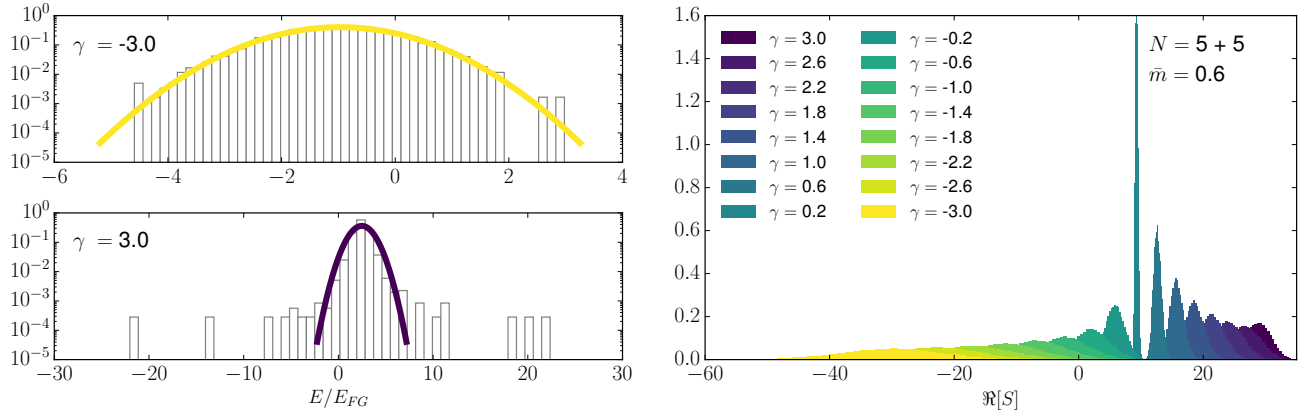 10⁰
10⁻¹
10⁻²
10⁻³
10⁻⁴
10⁻⁵
γ = -3.0
−6 −4 −2 0 2 4
10⁰
10⁻¹
10⁻²
10⁻³
10⁻⁴
10⁻⁵
γ = 3.0
−30 −20 −10 0 10 20 30
E/E_{FG}
1.6
1.4
1.2
1.0
0.8
0.6
0.4
0.2
0.0
γ = 3.0
γ = 2.6
γ = 2.2
γ = 1.8
γ = 1.4
γ = 1.0
γ = 0.6
γ = 0.2
γ = -0.2
γ = -0.6
γ = -1.0
γ = -1.4
γ = -1.8
γ = -2.2
γ = -2.6
γ = -3.0
N = 5 + 5
m̄ = 0.6
−60 −40 −20 0 20
ℜ[S]